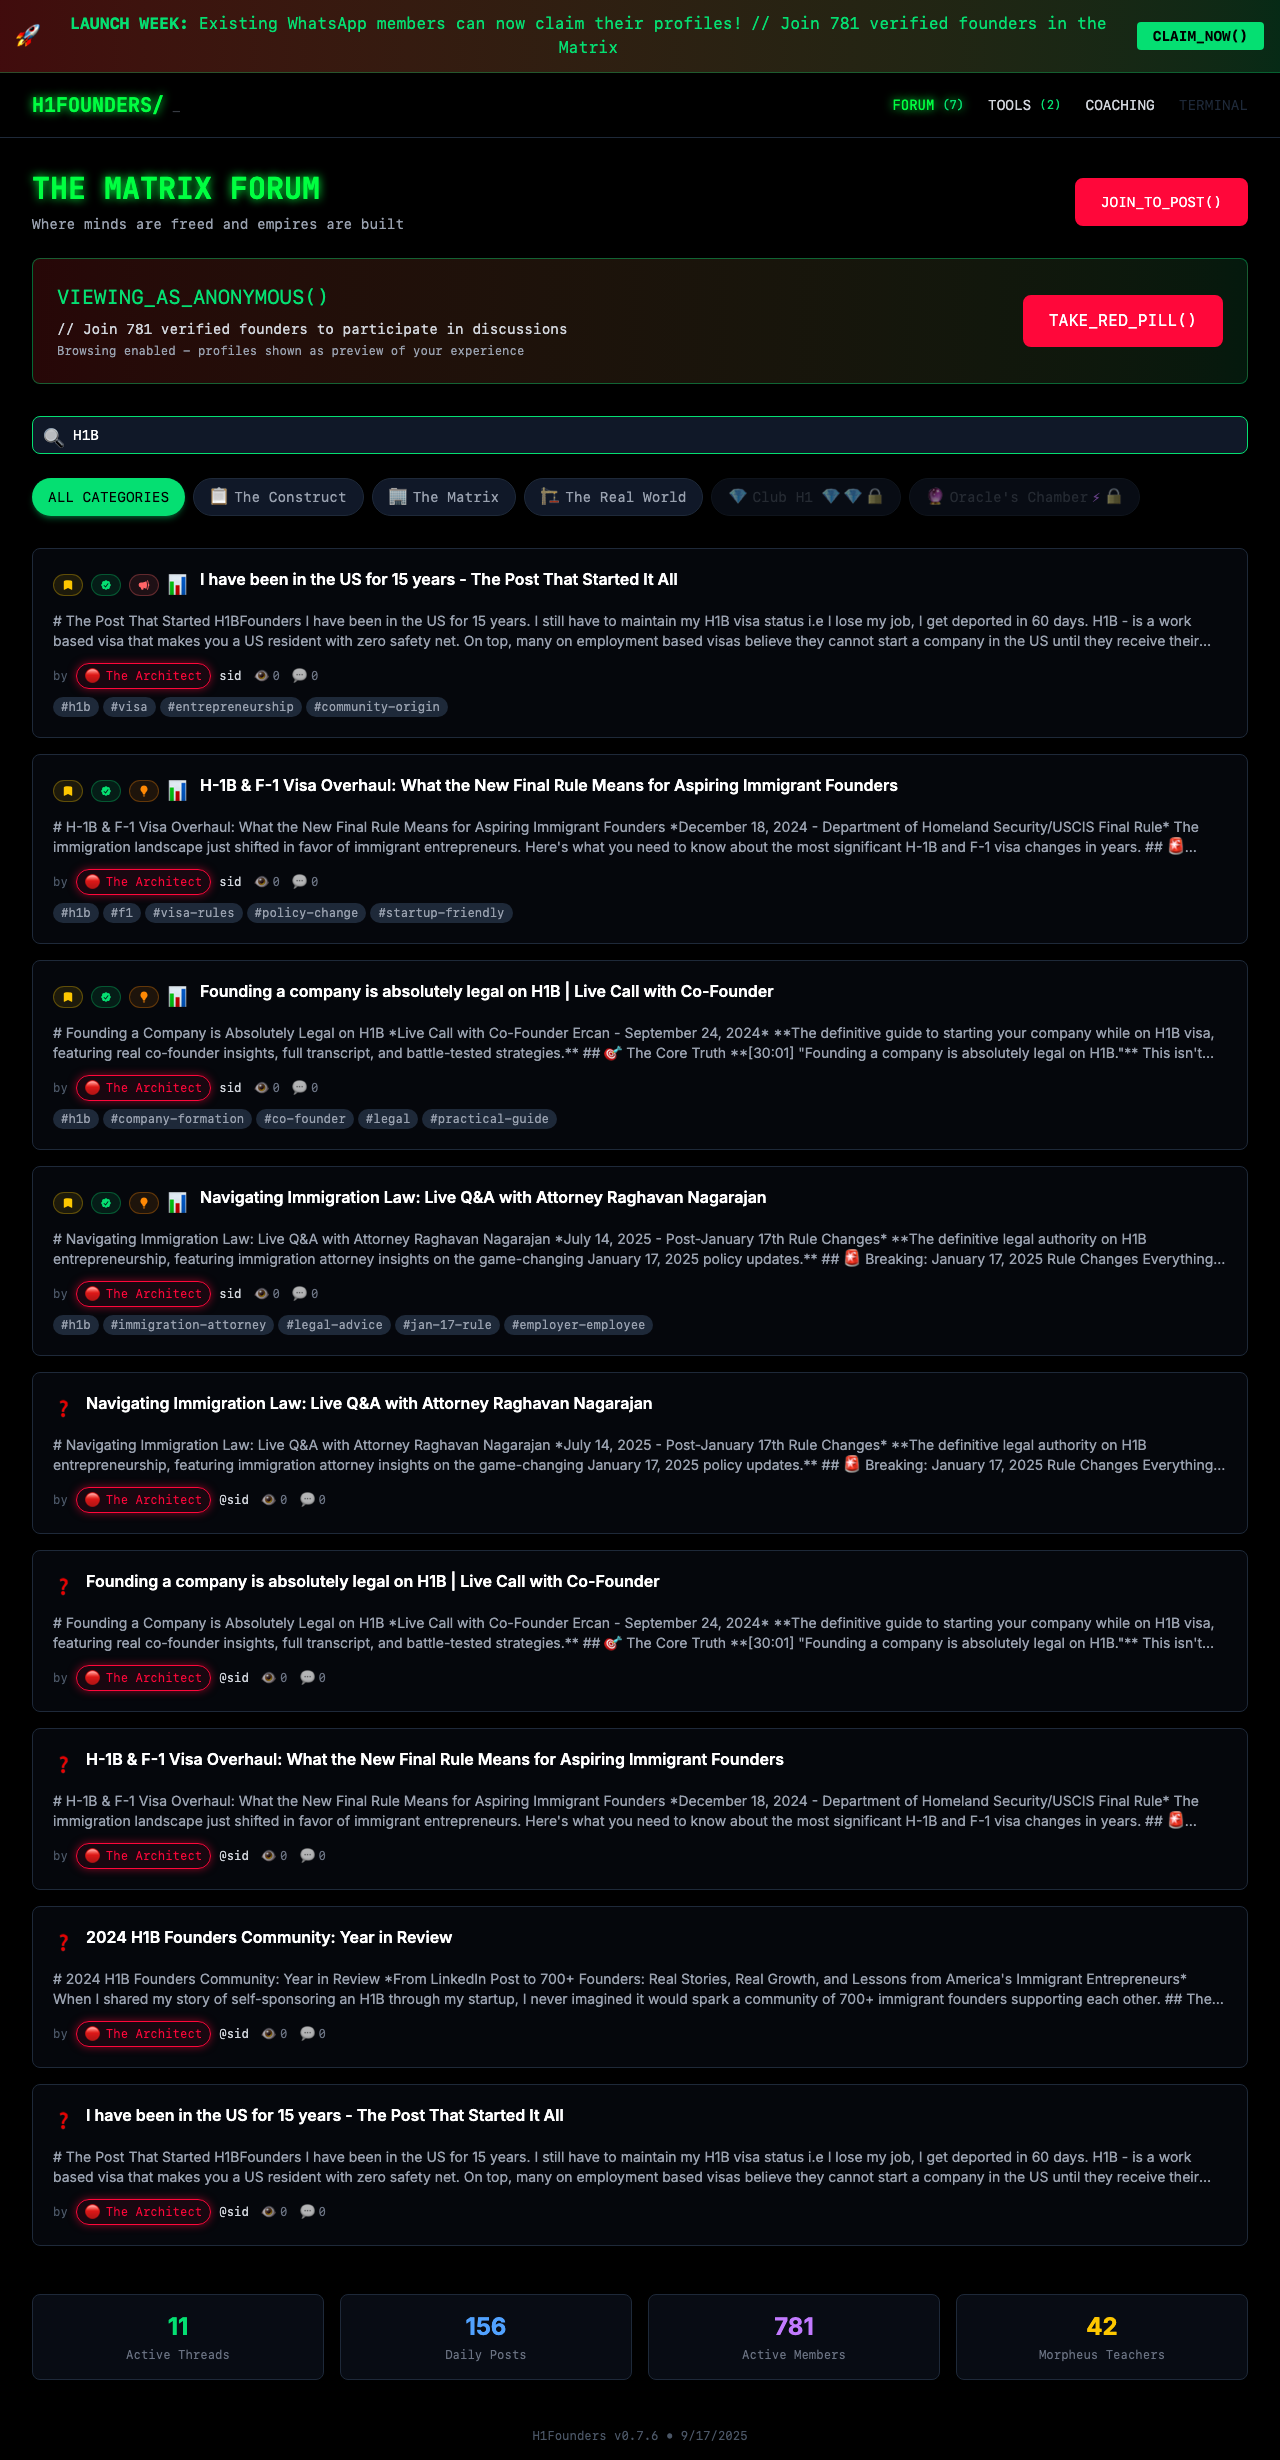 LAUNCH WEEK: Existing WhatsApp members can now claim their profiles! // Join 781 verified founders in the
Matrix
CLAIM_NOW()
H1FOUNDERS/ _
FORUM (7)
TOOLS (2)
COACHING
TERMINAL
THE MATRIX FORUM
Where minds are freed and empires are built
JOIN_TO_POST()
VIEWING_AS_ANONYMOUS()
// Join 781 verified founders to participate in discussions
Browsing enabled — profiles shown as preview of your experience
TAKE_RED_PILL()
H1B
ALL CATEGORIES
The Construct
The Matrix
The Real World
Club H1
Oracle's Chamber
I have been in the US for 15 years - The Post That Started It All
# The Post That Started H1BFounders I have been in the US for 15 years. I still have to maintain my H1B visa status i.e I lose my job, I get deported in 60 days. H1B - is a work
based visa that makes you a US resident with zero safety net. On top, many on employment based visas believe they cannot start a company in the US until they receive their...
by The Architect sid 0 0
#h1b #visa #entrepreneurship #community-origin
H-1B & F-1 Visa Overhaul: What the New Final Rule Means for Aspiring Immigrant Founders
# H-1B & F-1 Visa Overhaul: What the New Final Rule Means for Aspiring Immigrant Founders *December 18, 2024 - Department of Homeland Security/USCIS Final Rule* The
immigration landscape just shifted in favor of immigrant entrepreneurs. Here's what you need to know about the most significant H-1B and F-1 visa changes in years. ## 🚨...
by The Architect sid 0 0
#h1b #f1 #visa-rules #policy-change #startup-friendly
Founding a company is absolutely legal on H1B | Live Call with Co-Founder
# Founding a Company is Absolutely Legal on H1B *Live Call with Co-Founder Ercan - September 24, 2024* **The definitive guide to starting your company while on H1B visa,
featuring real co-founder insights, full transcript, and battle-tested strategies.** ## 🎯 The Core Truth **[30:01] "Founding a company is absolutely legal on H1B."** This isn't...
by The Architect sid 0 0
#h1b #company-formation #co-founder #legal #practical-guide
Navigating Immigration Law: Live Q&A with Attorney Raghavan Nagarajan
# Navigating Immigration Law: Live Q&A with Attorney Raghavan Nagarajan *July 14, 2025 - Post-January 17th Rule Changes* **The definitive legal authority on H1B
entrepreneurship, featuring immigration attorney insights on the game-changing January 17, 2025 policy updates.** ## 🚨 Breaking: January 17, 2025 Rule Changes Everything...
by The Architect sid 0 0
#h1b #immigration-attorney #legal-advice #jan-17-rule #employer-employee
❓ Navigating Immigration Law: Live Q&A with Attorney Raghavan Nagarajan
# Navigating Immigration Law: Live Q&A with Attorney Raghavan Nagarajan *July 14, 2025 - Post-January 17th Rule Changes* **The definitive legal authority on H1B
entrepreneurship, featuring immigration attorney insights on the game-changing January 17, 2025 policy updates.** ## 🚨 Breaking: January 17, 2025 Rule Changes Everything...
by The Architect @sid 0 0
❓ Founding a company is absolutely legal on H1B | Live Call with Co-Founder
# Founding a Company is Absolutely Legal on H1B *Live Call with Co-Founder Ercan - September 24, 2024* **The definitive guide to starting your company while on H1B visa,
featuring real co-founder insights, full transcript, and battle-tested strategies.** ## 🎯 The Core Truth **[30:01] "Founding a company is absolutely legal on H1B."** This isn't...
by The Architect @sid 0 0
❓ H-1B & F-1 Visa Overhaul: What the New Final Rule Means for Aspiring Immigrant Founders
# H-1B & F-1 Visa Overhaul: What the New Final Rule Means for Aspiring Immigrant Founders *December 18, 2024 - Department of Homeland Security/USCIS Final Rule* The
immigration landscape just shifted in favor of immigrant entrepreneurs. Here's what you need to know about the most significant H-1B and F-1 visa changes in years. ## 🚨...
by The Architect @sid 0 0
❓ 2024 H1B Founders Community: Year in Review
# 2024 H1B Founders Community: Year in Review *From LinkedIn Post to 700+ Founders: Real Stories, Real Growth, and Lessons from America's Immigrant Entrepreneurs*
When I shared my story of self-sponsoring an H1B through my startup, I never imagined it would spark a community of 700+ immigrant founders supporting each other. ## The...
by The Architect @sid 0 0
❓ I have been in the US for 15 years - The Post That Started It All
# The Post That Started H1BFounders I have been in the US for 15 years. I still have to maintain my H1B visa status i.e I lose my job, I get deported in 60 days. H1B - is a work
based visa that makes you a US resident with zero safety net. On top, many on employment based visas believe they cannot start a company in the US until they receive their...
by The Architect @sid 0 0
11
Active Threads
156
Daily Posts
781
Active Members
42
Morpheus Teachers
H1Founders v0.7.6 • 9/17/2025